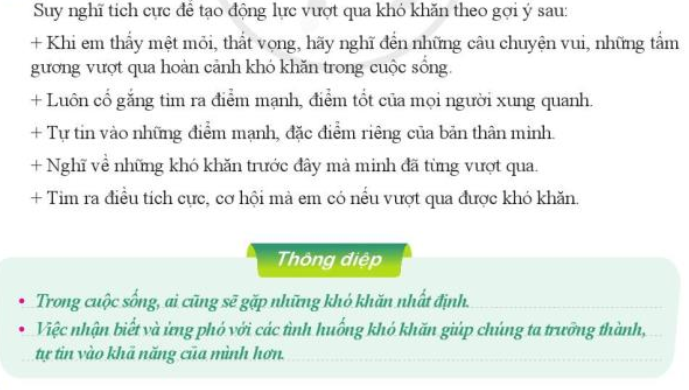 Suy nghĩ tích cực để tạo động lực vượt qua khó khăn theo gợi ý sau:
+ Khi em thấy mệt mỏi, thất vọng, hãy nghĩ đến những câu chuyện vui, những tấm
gương vượt qua hoàn cảnh khó khăn trong cuộc sống.
+ Luôn cố gắng tìm ra điểm mạnh, điểm tốt của mọi người xung quanh.
+ Tự tin vào những điểm mạnh, đặc điểm riêng của bản thân mình.
+ Nghĩ về những khó khăn trước đây mà mình đã từng vượt qua.
+ Tìm ra điều tích cực, cơ hội mà em có nếu vượt qua được khó khăn.
Thông điệp
• Trong cuộc sống, ai cũng sẽ gặp những khó khăn nhất định.
• Việc nhận biết và ứng phó với các tình huống khó khăn giúp chúng ta trưởng thành,
tự tin vào khả năng của mình hơn.